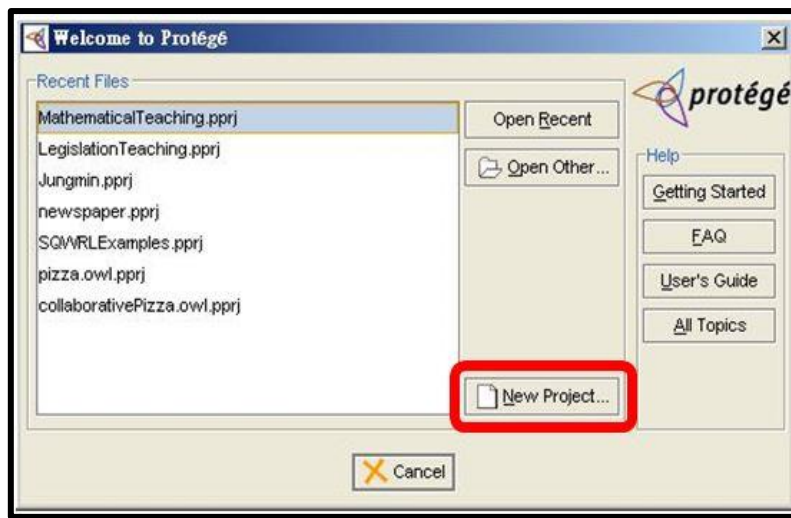 Welcome to Protégé
Recent Files
MathematicalTeaching.pprj
LegislationTeaching.pprj
Jungmin.pprj
newspaper.pprj
SQWRLExamples.pprj
pizza.owl.pprj
collaborativePizza.owl.pprj
Open Recent
Open Other...
New Project...
protégé
Help
Getting Started
FAQ
User's Guide
All Topics
Cancel